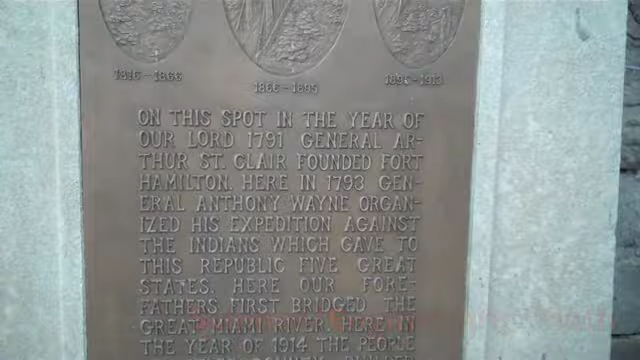 1816-1866
1866-1895
1895-1913
ON THIS SPOT IN THE YEAR OF
OUR LORD 1791 GENERAL AR-
THUR ST. CLAIR FOUNDED FORT
HAMILTON. HERE IN 1793 GEN-
ERAL ANTHONY WAYNE ORGAN-
IZED HIS EXPEDITION AGAINST
THE INDIANS WHICH GAVE TO
THIS REPUBLIC FIVE GREAT
STATES. HERE OUR FORE-
FATHERS FIRST BRIDGED THE
GREAT MIAMI RIVER. HERE IN
THE YEAR OF 1914 THE PEOPLE
COUNTY